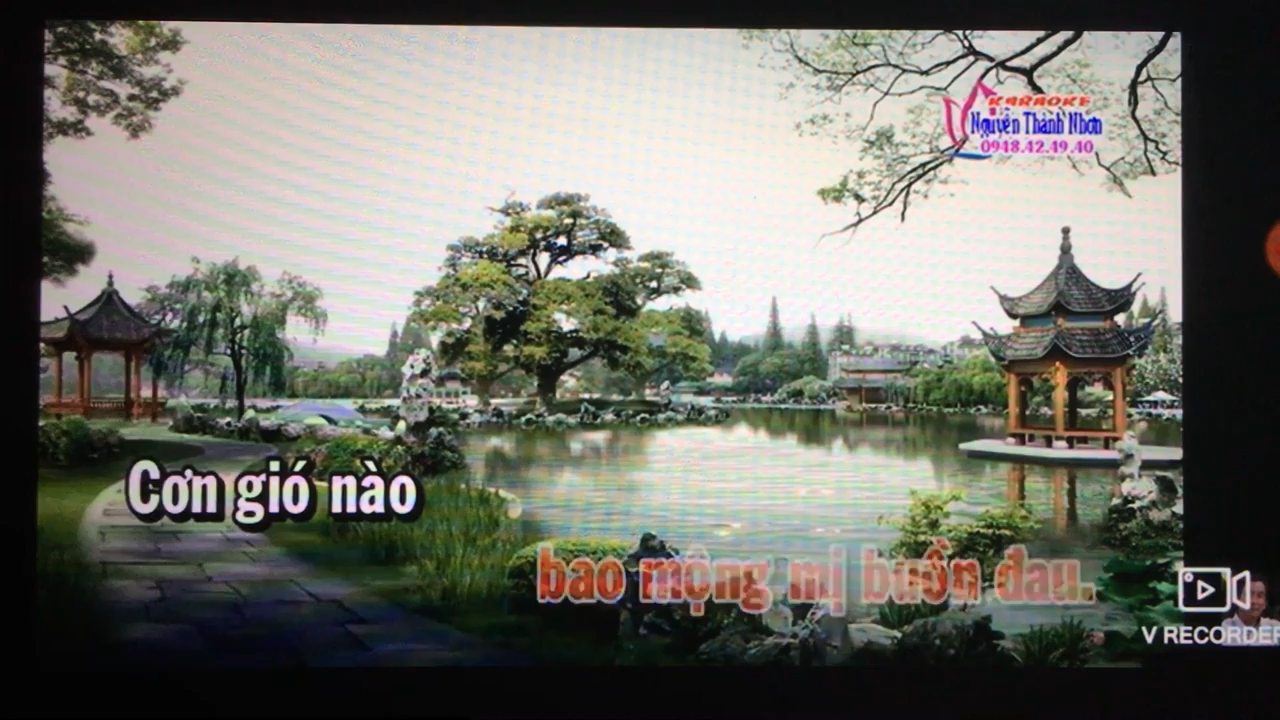 KARAOKE
Nguyễn Thành Nhơn
0948.42.49.40
Cơn gió nào
bao mộng mị buồn đau.
V RECORDER